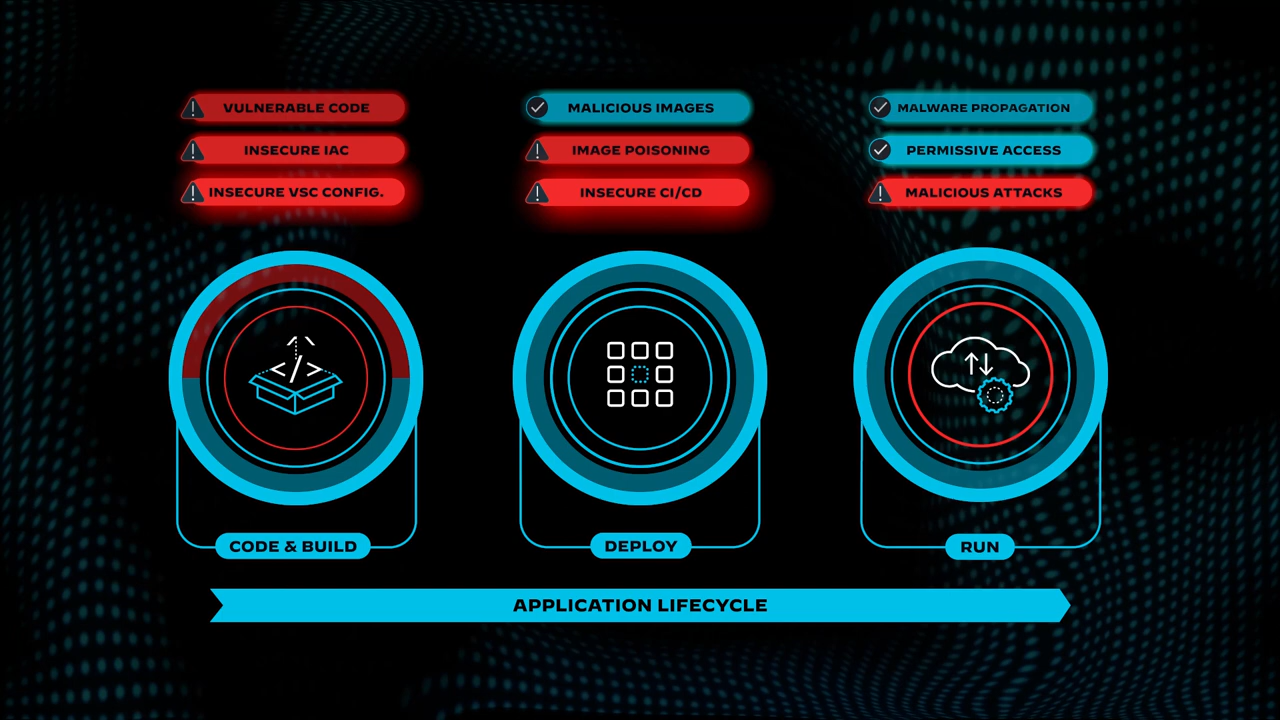 VULNERABLE CODE
INSECURE IAC
INSECURE VSC CONFIG.
MALICIOUS IMAGES
IMAGE POISONING
INSECURE CI/CD
MALWARE PROPAGATION
PERMISSIVE ACCESS
MALICIOUS ATTACKS
</>
CODE & BUILD
DEPLOY
RUN
APPLICATION LIFECYCLE